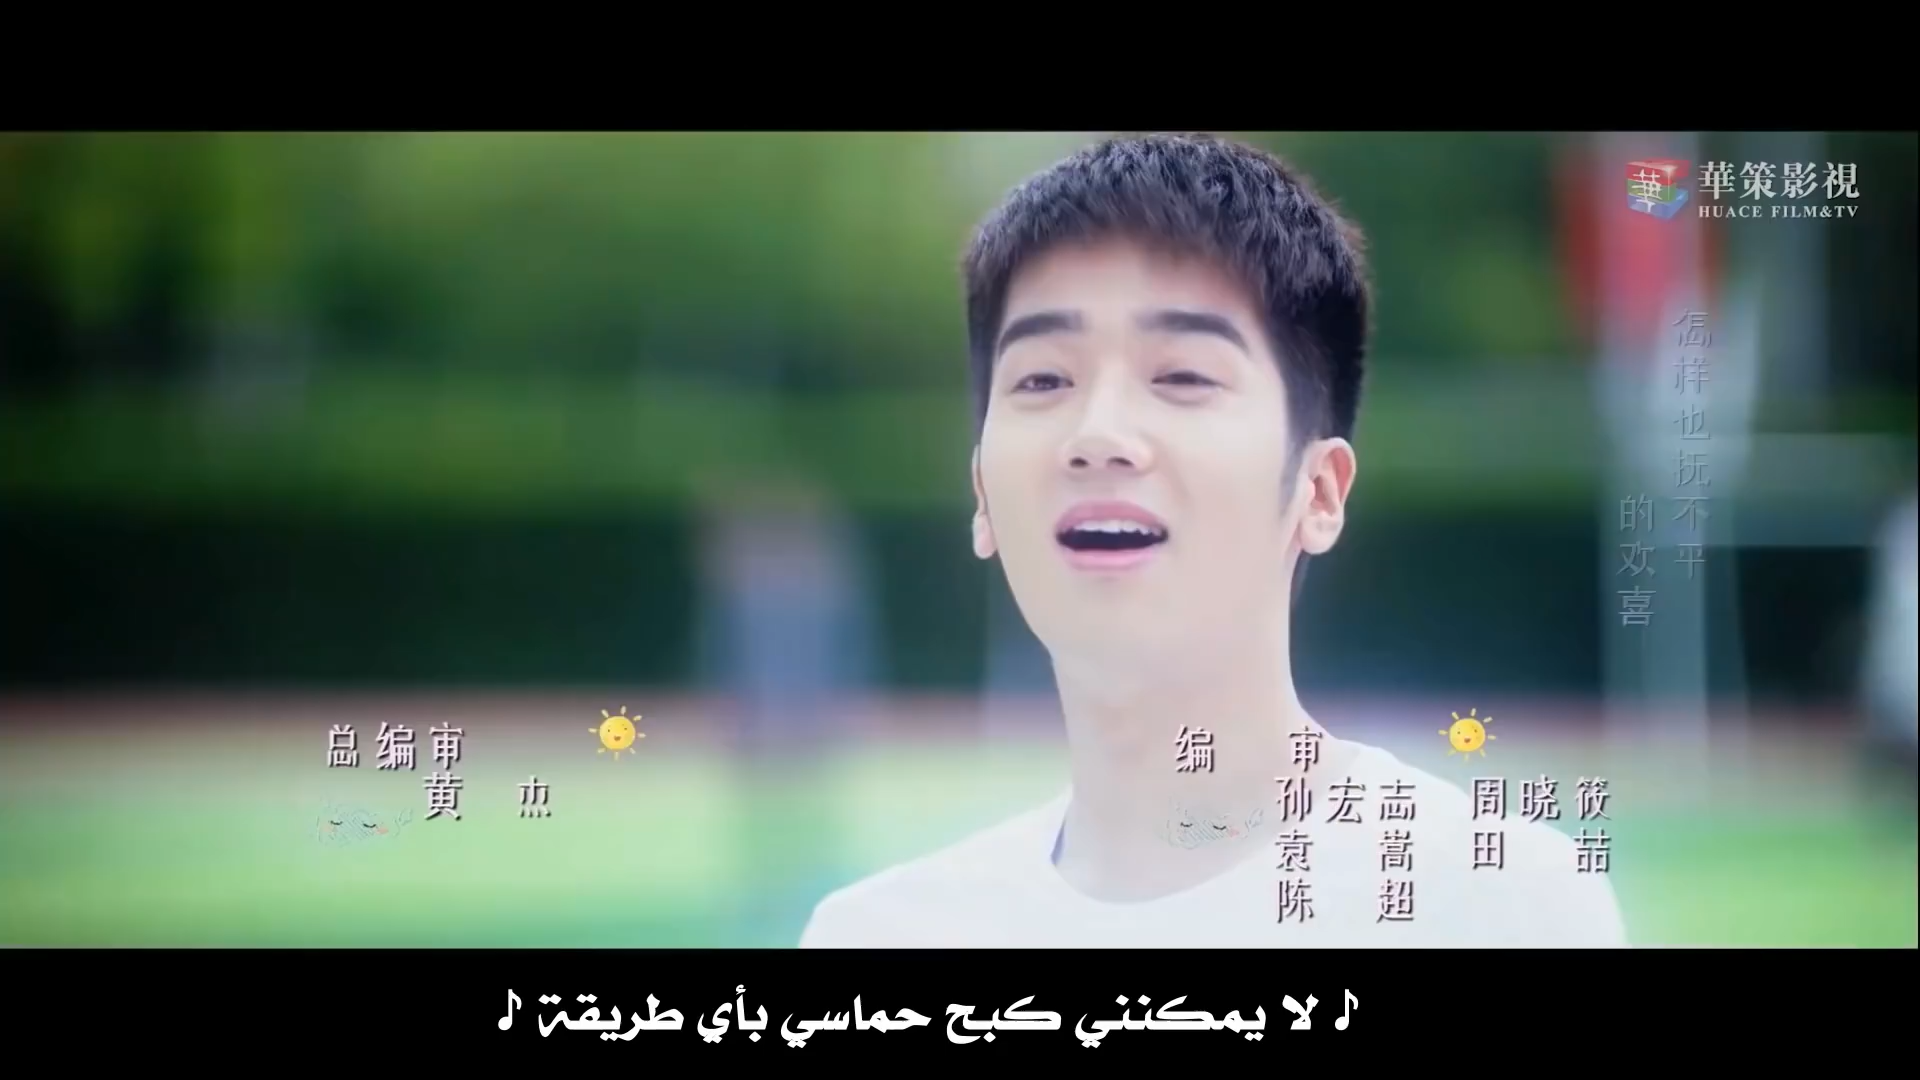 華策影視
HUACE FILM&TV
怎样也抚不平
的欢喜
总编审
黄 杰
编 审
孙宏志 周晓筱
袁 嵩 田 喆
陈 超
♪ لا يمكنني كبح حماسي بأي طريقة ♪